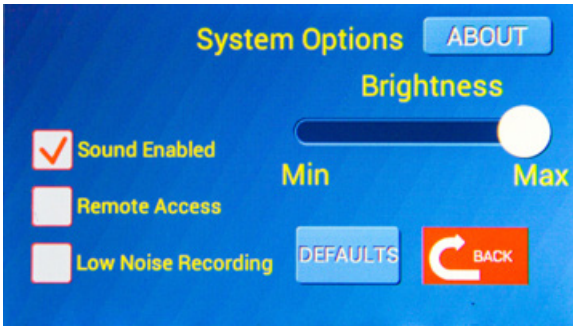 System Options
ABOUT
Brightness
Sound Enabled
Min
Max
Remote Access
Low Noise Recording
DEFAULTS
BACK